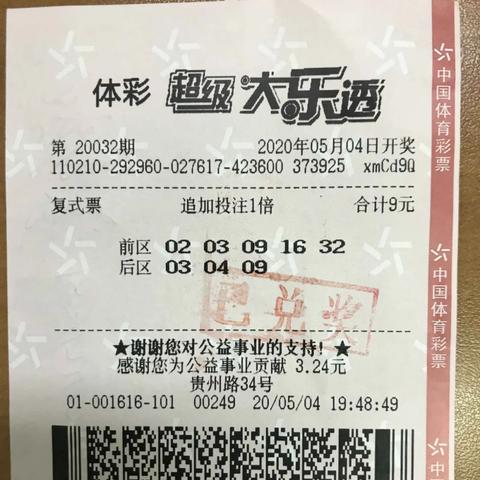 体彩 超级大乐透
第 20032期 2020年05月04日开奖
110210-292960-027617-423600 373925 xmCd9Q
复式票 追加投注1倍 合计9元
前区 02 03 09 16 32
后区 03 04 09
已兑奖
★谢谢您对公益事业的支持!★
感谢您为公益事业贡献 3.24元
贵州路34号
01-001616-101 00249 20/05/04 19:48:49
中国体育彩票
中国体育彩票
中国体育